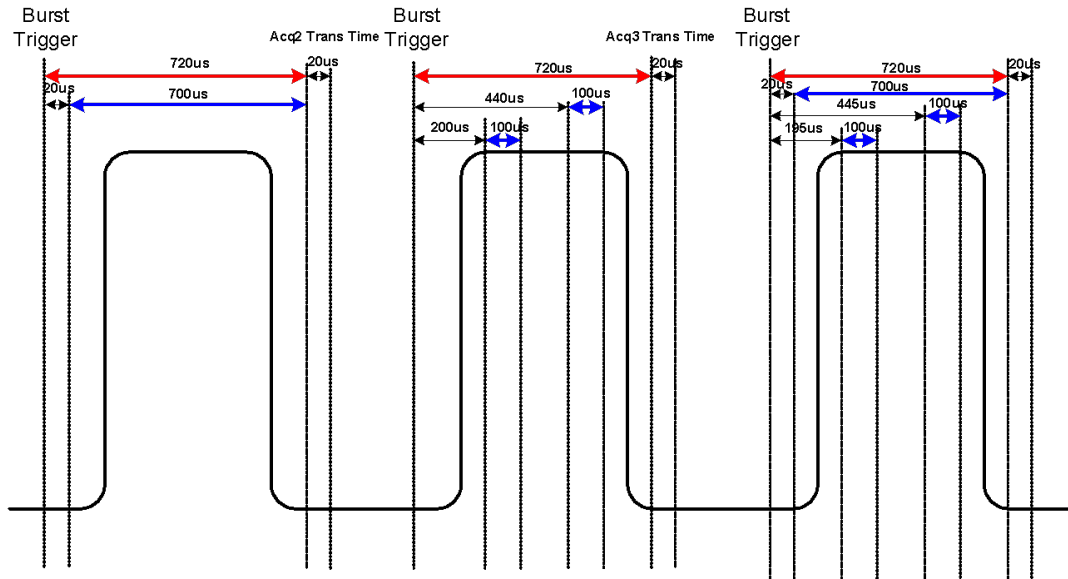 Burst
Trigger
Acq2 Trans Time
720us
20us
20us
700us
Burst
Trigger
Acq3 Trans Time
720us
20us
440us
100us
200us
100us
Burst
Trigger
720us
20us
20us
700us
445us
100us
195us
100us